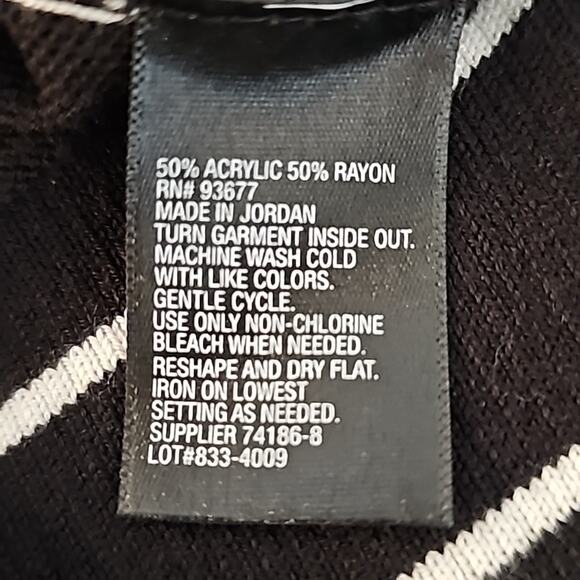 50% ACRYLIC 50% RAYON
RN# 93677
MADE IN JORDAN
TURN GARMENT INSIDE OUT.
MACHINE WASH COLD
WITH LIKE COLORS.
GENTLE CYCLE.
USE ONLY NON-CHLORINE
BLEACH WHEN NEEDED.
RESHAPE AND DRY FLAT.
IRON ON LOWEST
SETTING AS NEEDED.
SUPPLIER 74186-8
LOT#833-4009